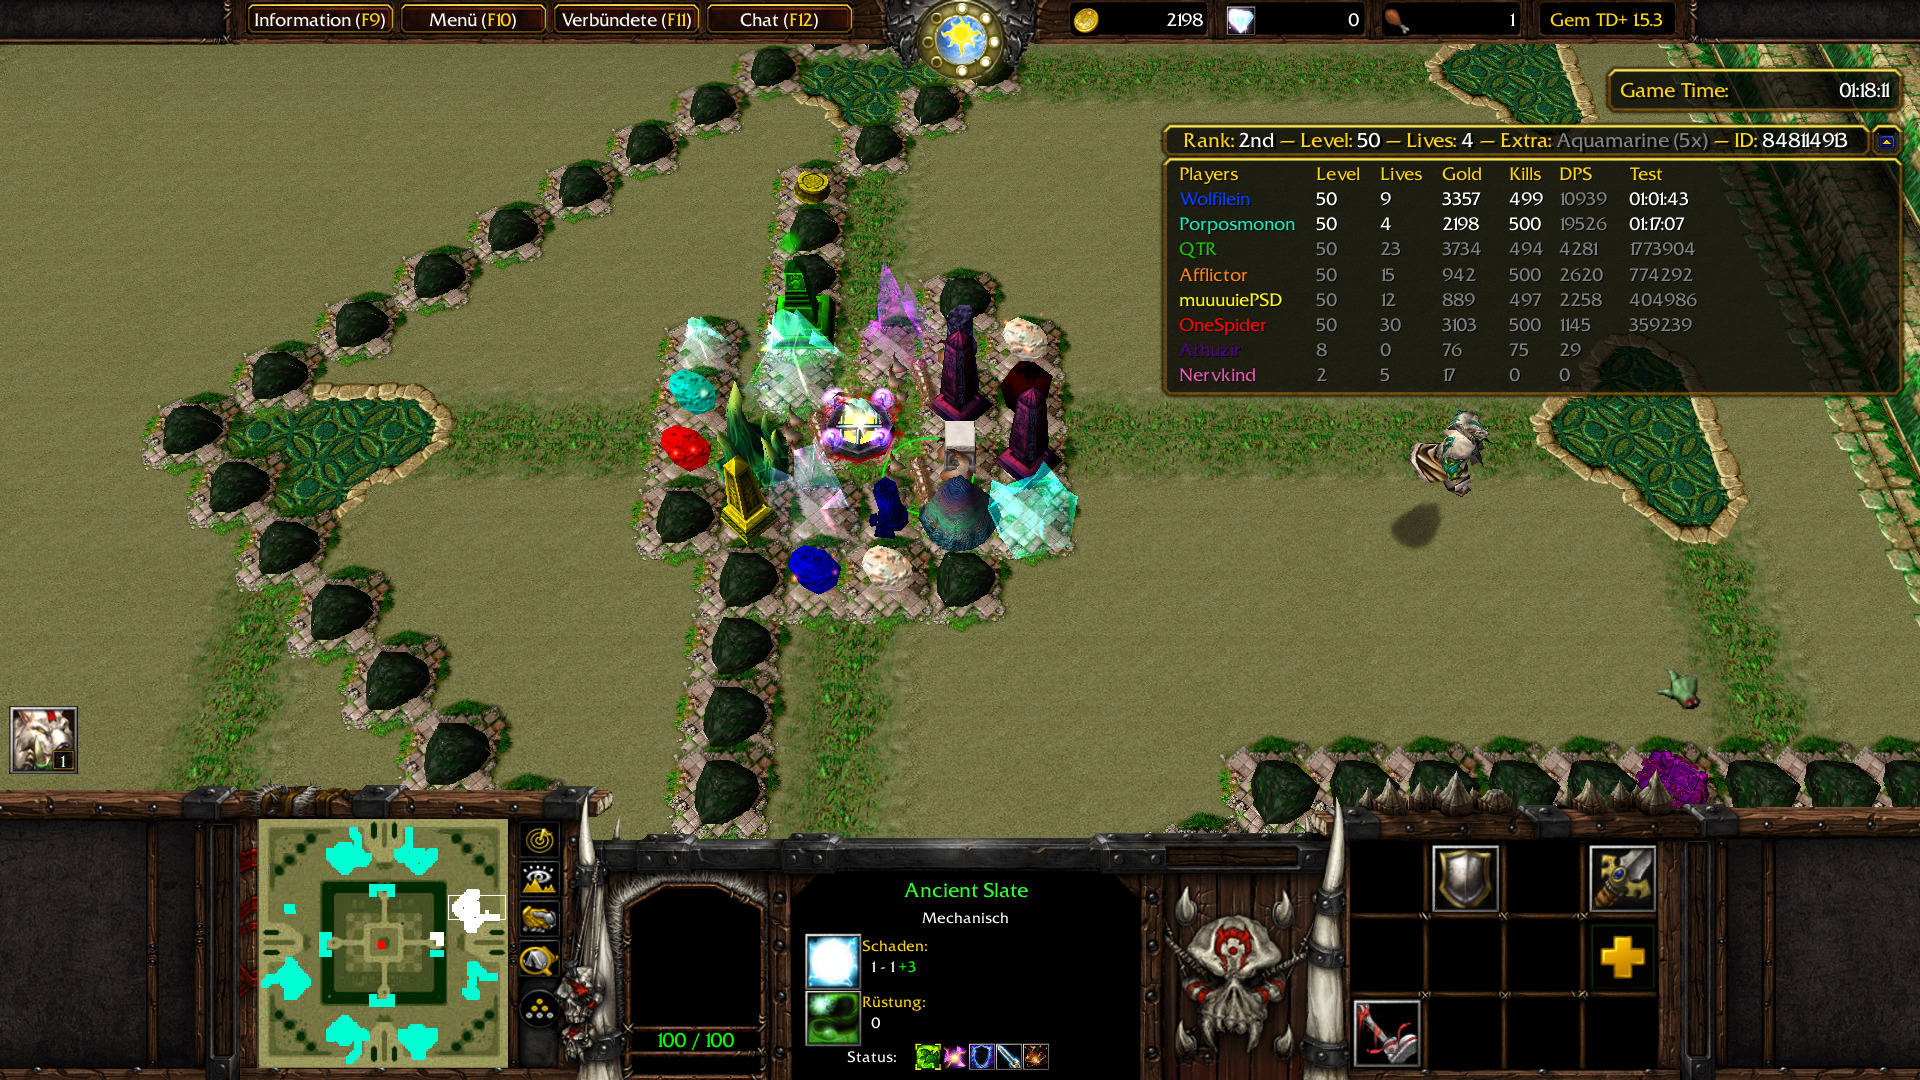 Information (F9) Menü (F10) Verbündete (F11) Chat (F12) 2198 0 1 Gem TD+ 15.3
Game Time: 01:18:11
Rank: 2nd – Level: 50 – Lives: 4 – Extra: Aquamarine (5x) – ID: 848114913
Players Level Lives Gold Kills DPS Test
Wolfilein 50 9 3357 499 10939 01:01:43
Porposmonon 50 4 2198 500 19526 01:17:07
QTR 50 23 3734 494 4281 1773904
Afflictor 50 15 942 500 2620 774292
muuuuiePSD 50 12 889 497 2258 404986
OneSpider 50 30 3103 500 1145 359239
Athuzir 8 0 76 75 29
Nervkind 2 5 17 0 0
1
Ancient Slate
Mechanisch
Schaden:
1 - 1 +3
Rüstung:
0
100 / 100
Status: